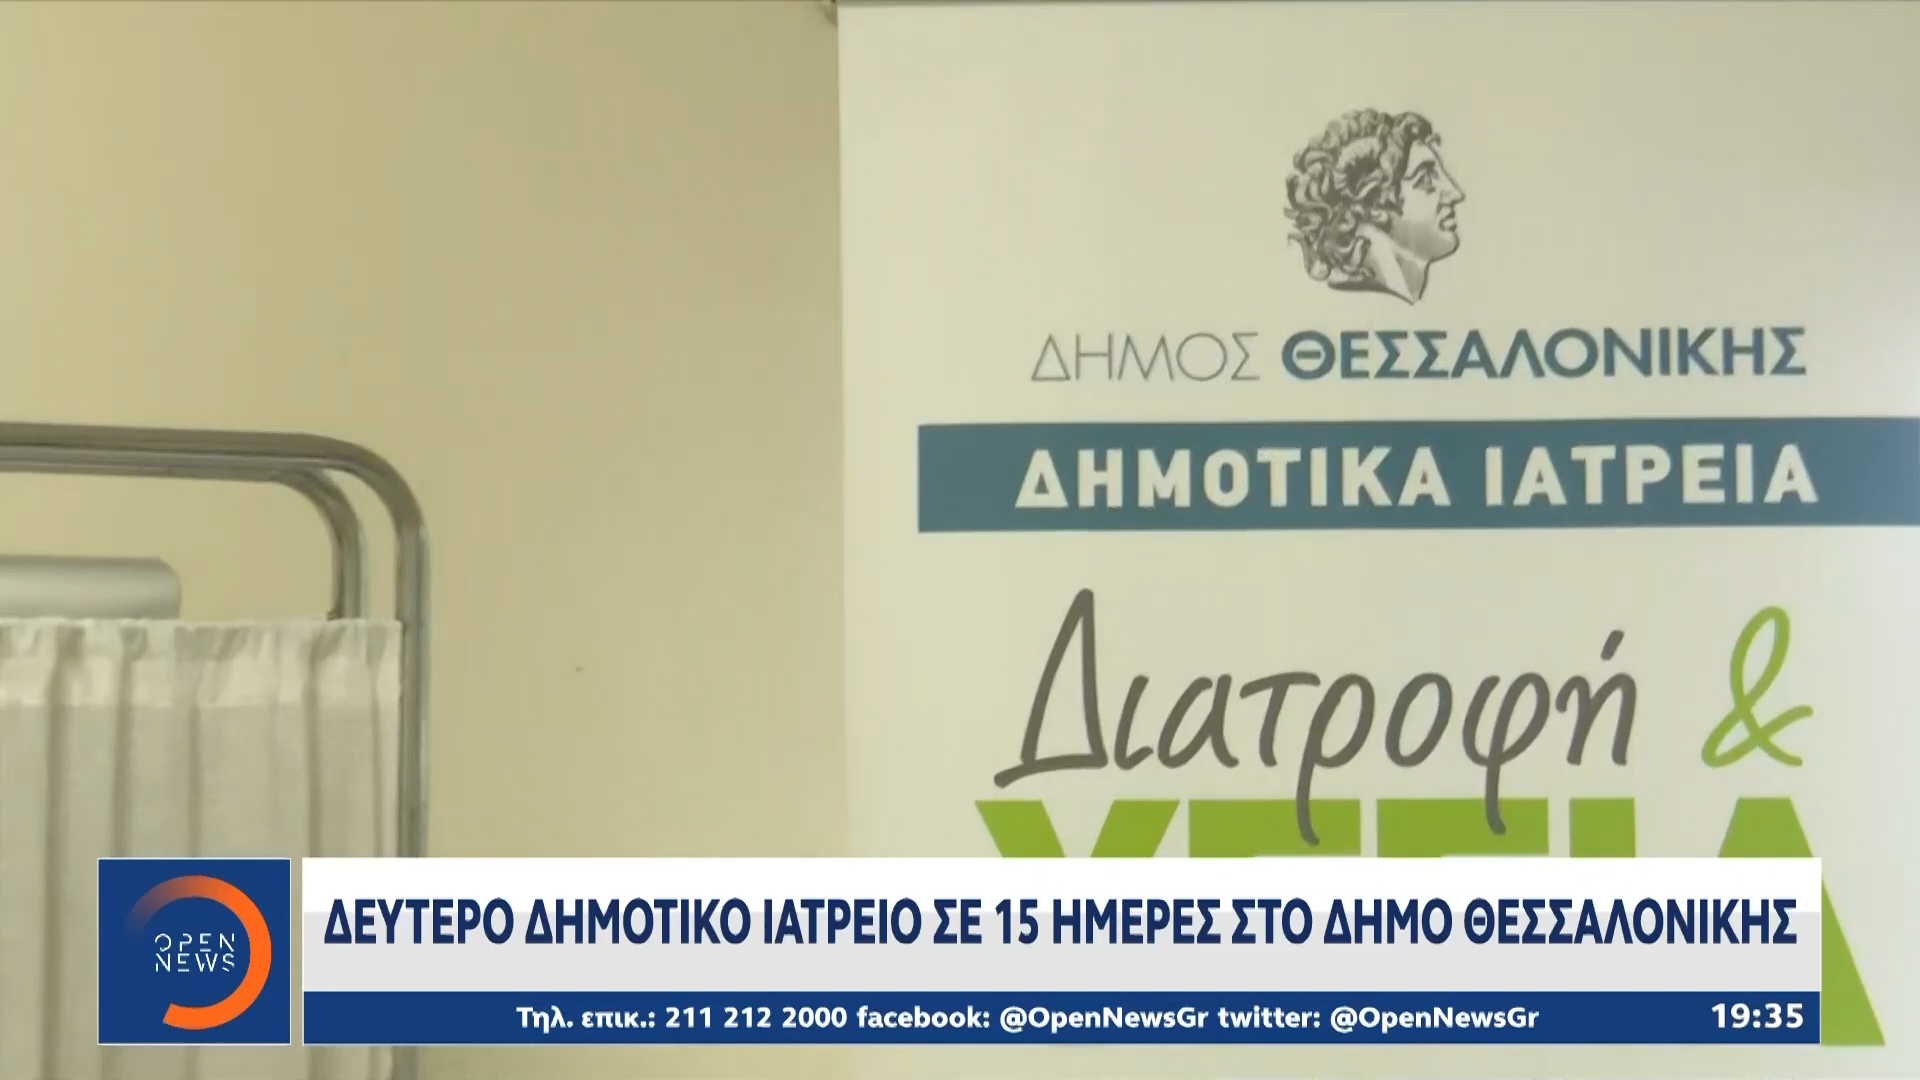 ΔΗΜΟΣ ΘΕΣΣΑΛΟΝΙΚΗΣ
ΔΗΜΟΤΙΚΑ ΙΑΤΡΕΙΑ
Διατροφή &
ΥΓΕΙΑ
OPEN
NEWS
ΔΕΥΤΕΡΟ ΔΗΜΟΤΙΚΟ ΙΑΤΡΕΙΟ ΣΕ 15 ΗΜΕΡΕΣ ΣΤΟ ΔΗΜΟ ΘΕΣΣΑΛΟΝΙΚΗΣ
Τηλ. επικ.: 211 212 2000 facebook: @OpenNewsGr twitter: @OpenNewsGr
19:35